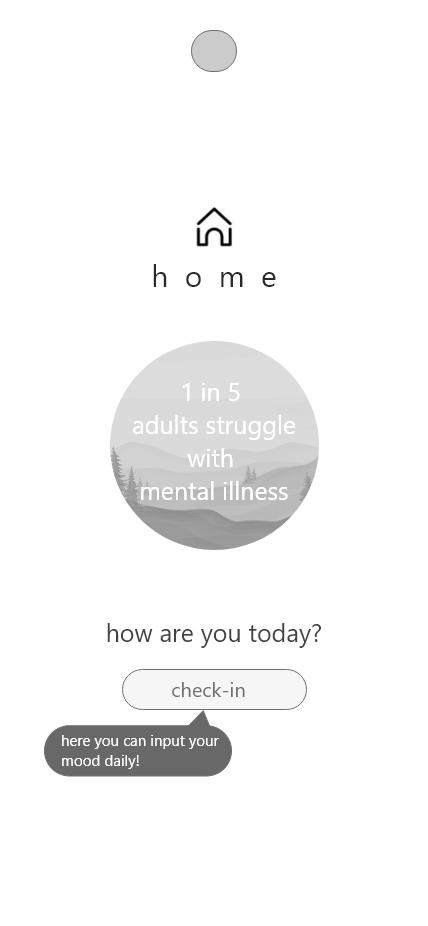 home
1 in 5
adults struggle
with
mental illness
how are you today?
check-in
here you can input your
mood daily!